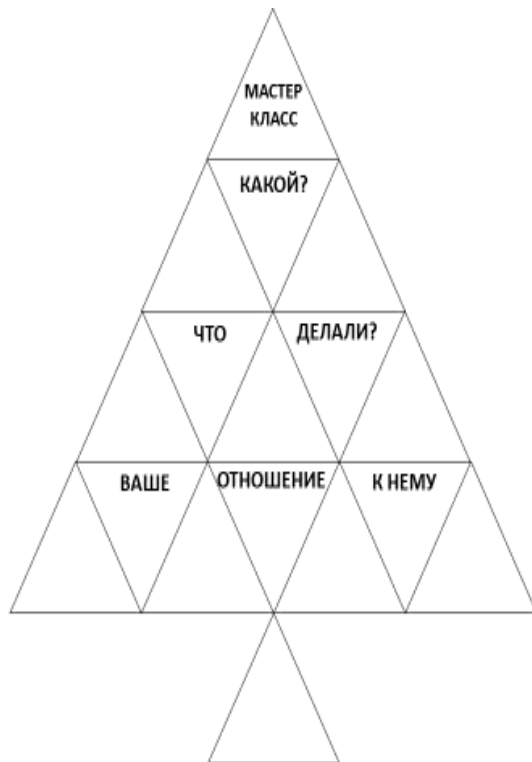 МАСТЕР
КЛАСС
КАКОЙ?
ЧТО ДЕЛАЛИ?
ВАШЕ ОТНОШЕНИЕ К НЕМУ